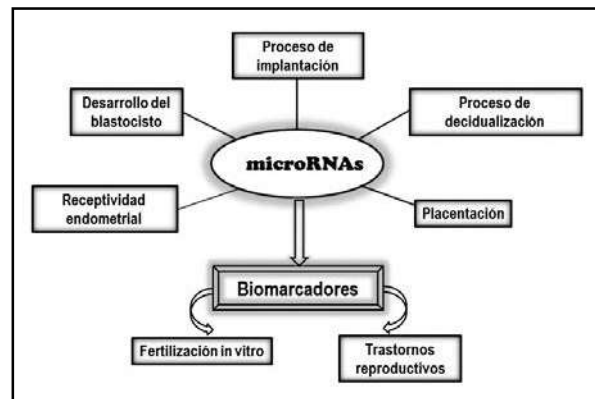 Proceso de
implantación
Desarrollo del
blastocisto
Proceso de
decidualización
microRNAs
Receptividad
endometrial
Placentación
Biomarcadores
Fertilización in vitro
Trastornos
reproductivos